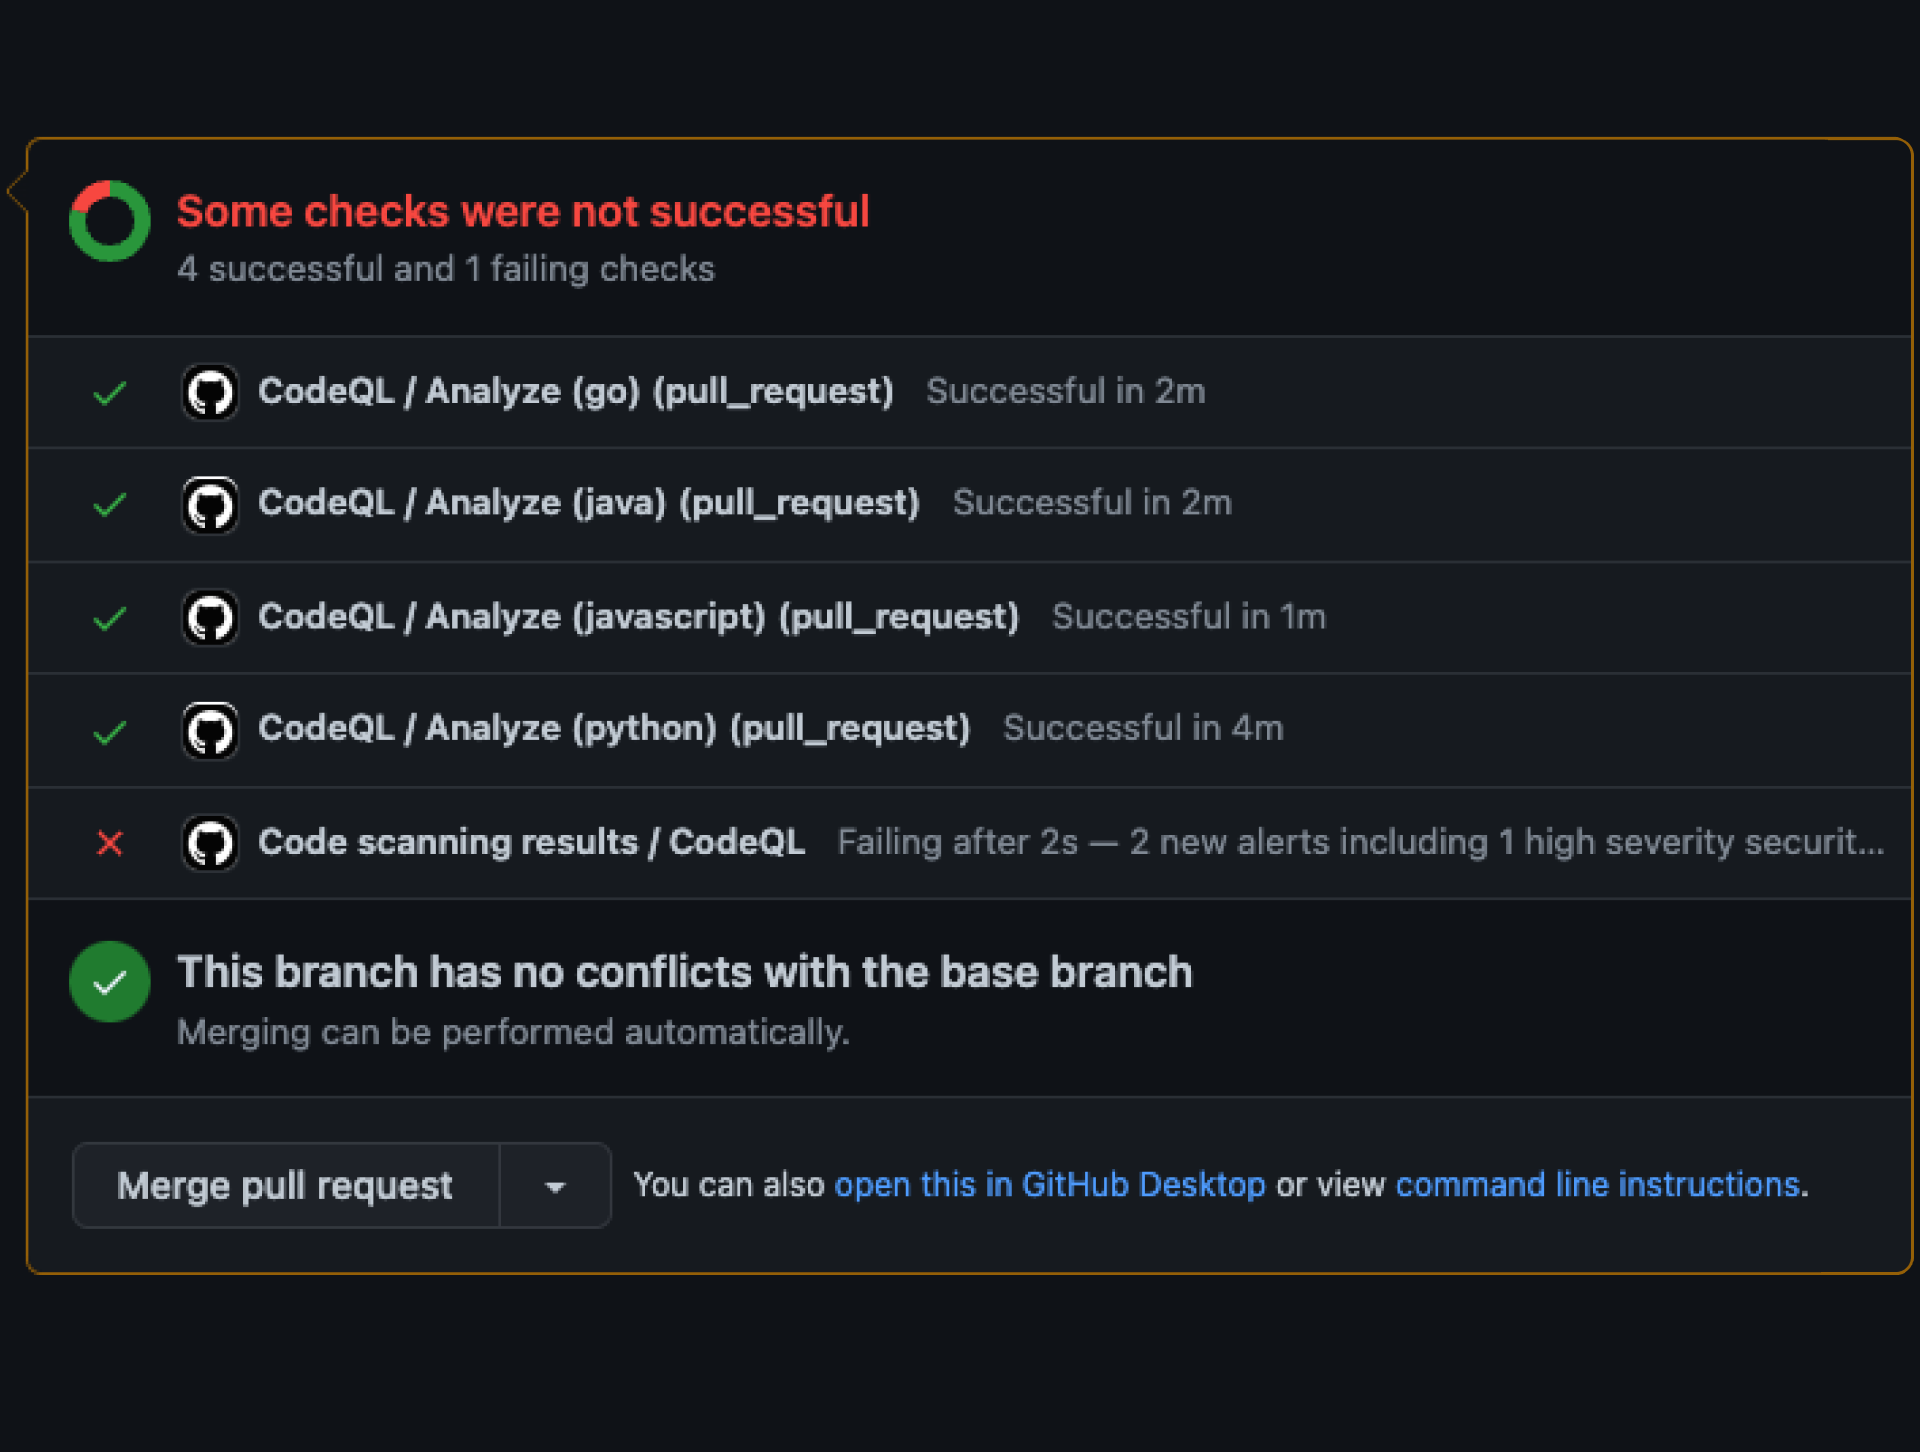 Some checks were not successful
4 successful and 1 failing checks
CodeQL / Analyze (go) (pull_request) Successful in 2m
CodeQL / Analyze (java) (pull_request) Successful in 2m
CodeQL / Analyze (javascript) (pull_request) Successful in 1m
CodeQL / Analyze (python) (pull_request) Successful in 4m
Code scanning results / CodeQL Failing after 2s — 2 new alerts including 1 high severity securit...
This branch has no conflicts with the base branch
Merging can be performed automatically.
Merge pull request You can also open this in GitHub Desktop or view command line instructions.